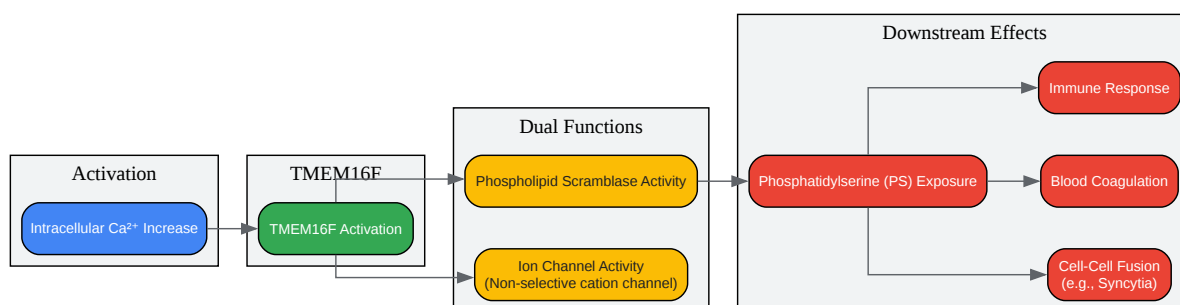 Activation
Intracellular Ca²⁺ Increase
TMEM16F
TMEM16F Activation
Dual Functions
Phospholipid Scramblase Activity
Ion Channel Activity
(Non-selective cation channel)
Downstream Effects
Phosphatidylserine (PS) Exposure
Immune Response
Blood Coagulation
Cell-Cell Fusion
(e.g., Syncytia)